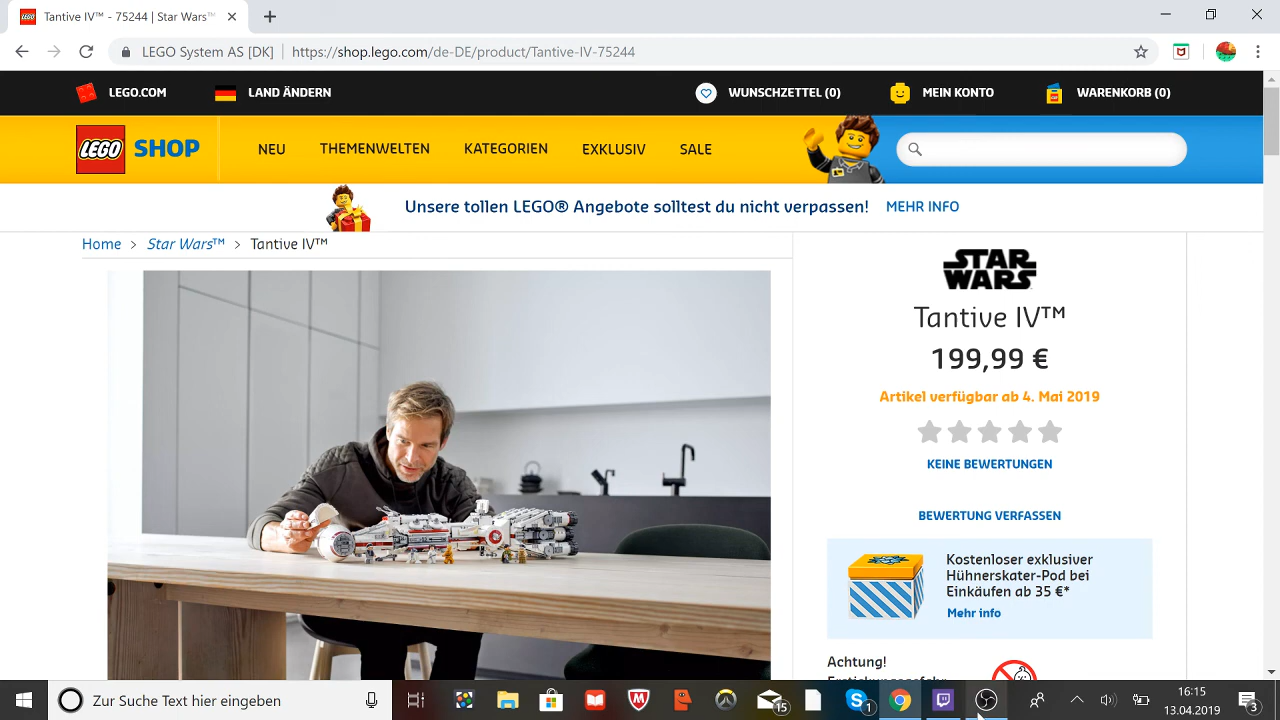 Tantive IV™ - 75244 | Star Wars™
LEGO System AS [DK]
https://shop.lego.com/de-DE/product/Tantive-IV-75244
LEGO.COM
LAND ÄNDERN
WUNSCHZETTEL (0)
MEIN KONTO
WARENKORB (0)
LEGO SHOP
NEU
THEMENWELTEN
KATEGORIEN
EXKLUSIV
SALE
Unsere tollen LEGO® Angebote solltest du nicht verpassen! MEHR INFO
Home > Star Wars™ > Tantive IV™
STAR WARS
Tantive IV™
199,99 €
Artikel verfügbar ab 4. Mai 2019
KEINE BEWERTUNGEN
BEWERTUNG VERFASSEN
Kostenloser exklusiver
Hühnerskater-Pod bei
Einkäufen ab 35 €*
Mehr info
Achtung!
Erstickungsgefahr
Zur Suche Text hier eingeben
15
1
16:15
13.04.2019
3